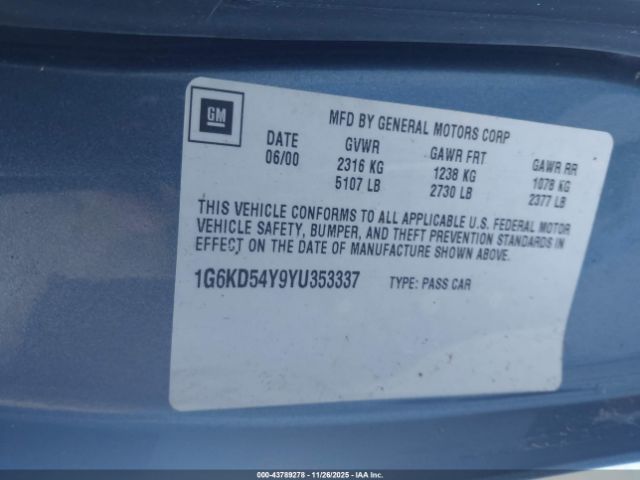 GM
MFD BY GENERAL MOTORS CORP
DATE GVWR GAWR FRT GAWR RR
06/00 2316 KG 1238 KG 1078 KG
5107 LB 2730 LB 2377 LB
THIS VEHICLE CONFORMS TO ALL APPLICABLE U.S. FEDERAL MOTOR
VEHICLE SAFETY, BUMPER, AND THEFT PREVENTION STANDARDS IN
EFFECT ON THE DATE OF MANUFACTURE SHOWN ABOVE.
1G6KD54Y9YU353337 TYPE: PASS CAR
© IAA - 43789278 - 11/26/2025 - IAAI.COM